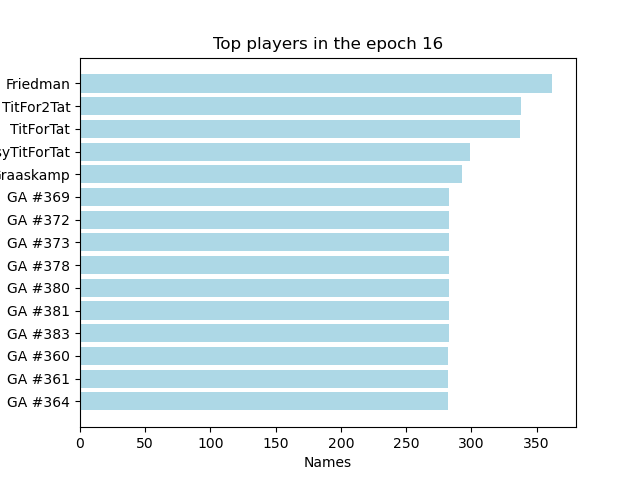 Top players in the epoch 16
Friedman
TitFor2Tat
TitForTat
syTitForTat
raaskamp
GA #369
GA #372
GA #373
GA #378
GA #380
GA #381
GA #383
GA #360
GA #361
GA #364
0 50 100 150 200 250 300 350
Names